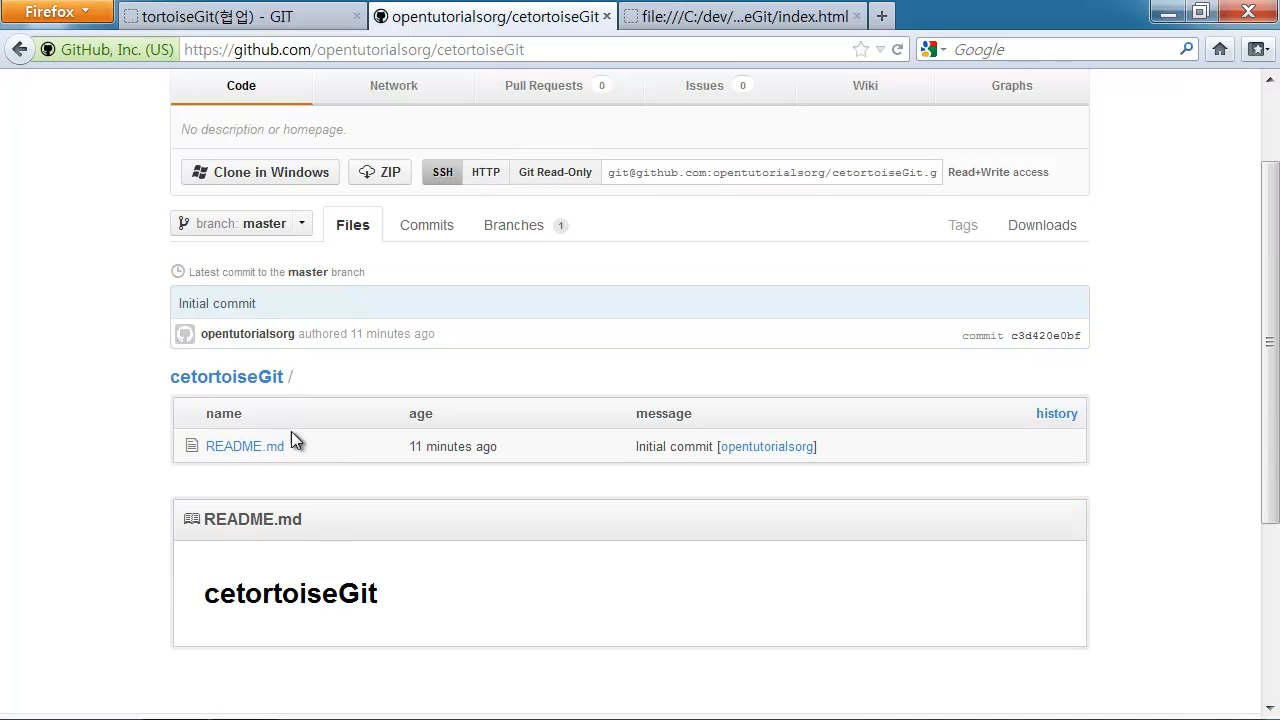 Firefox
tortoiseGit(협업) - GIT
opentutorialsorg/cetortoiseGit
file:///C:/dev/...eGit/index.html
GitHub, Inc. (US)
https://github.com/opentutorialsorg/cetortoiseGit
Google
Code
Network
Pull Requests 0
Issues 0
Wiki
Graphs
No description or homepage.
Clone in Windows
ZIP
SSH
HTTP
Git Read-Only
git@github.com:opentutorialsorg/cetortoiseGit.g
Read+Write access
branch: master
Files
Commits
Branches 1
Tags
Downloads
Latest commit to the master branch
Initial commit
opentutorialsorg authored 11 minutes ago
commit c3d420e0bf
cetortoiseGit /
name age message history
README.md 11 minutes ago Initial commit [opentutorialsorg]
README.md
cetortoiseGit